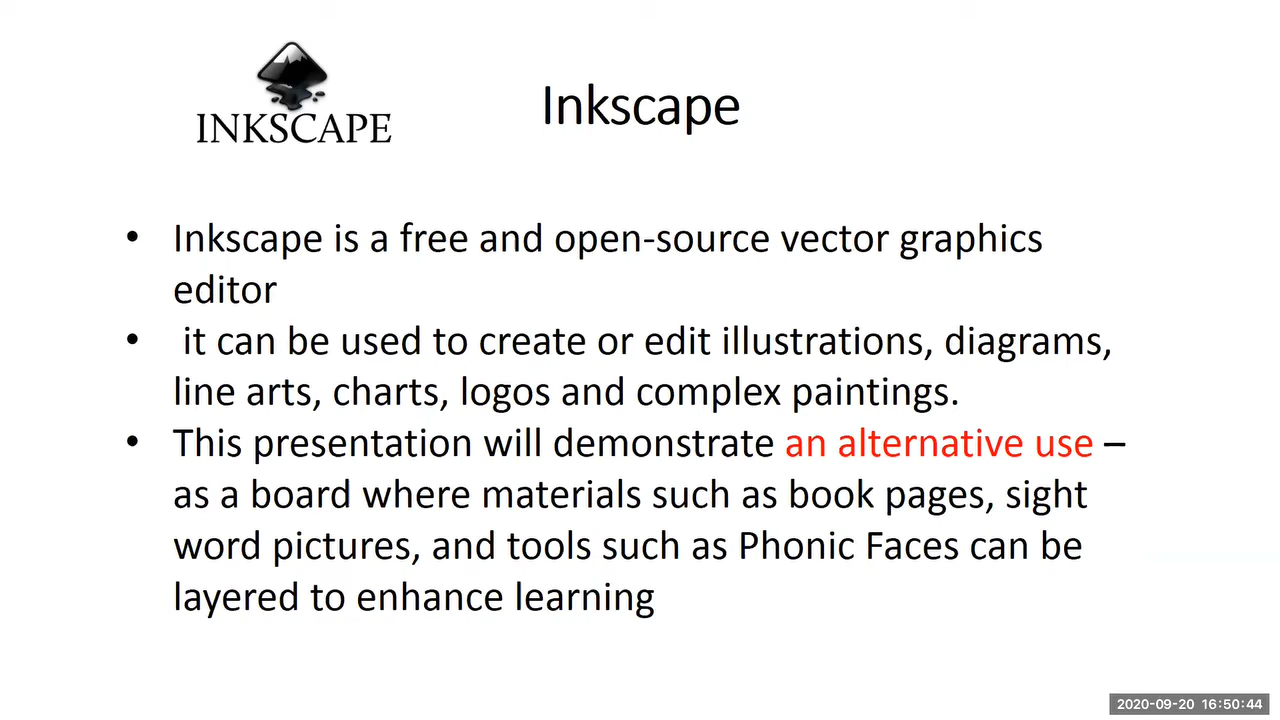 INKSCAPE
Inkscape
• Inkscape is a free and open-source vector graphics
editor
• it can be used to create or edit illustrations, diagrams,
line arts, charts, logos and complex paintings.
• This presentation will demonstrate an alternative use –
as a board where materials such as book pages, sight
word pictures, and tools such as Phonic Faces can be
layered to enhance learning
2020-09-20 16:50:44